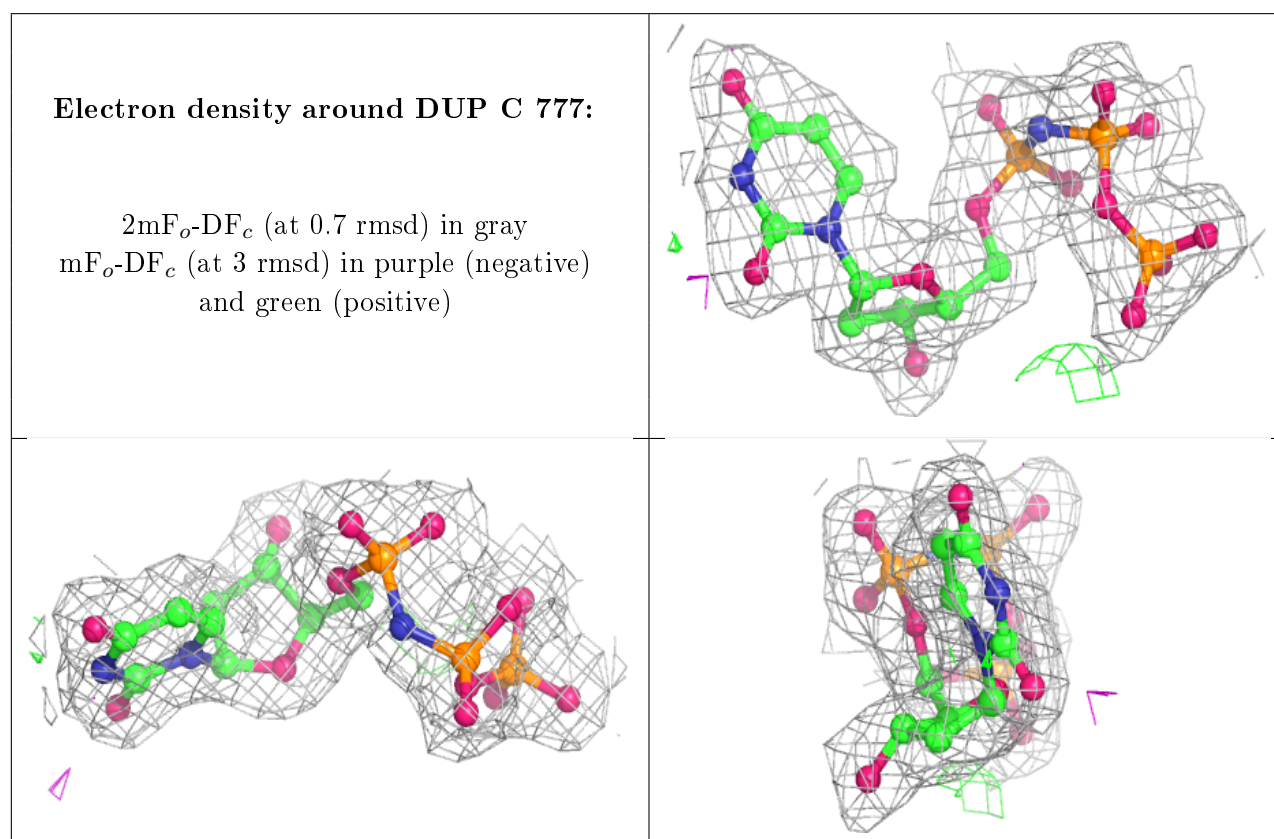 Electron density around DUP C 777:
2mFo-DFc (at 0.7 rmsd) in gray
mFo-DFc (at 3 rmsd) in purple (negative)
and green (positive)